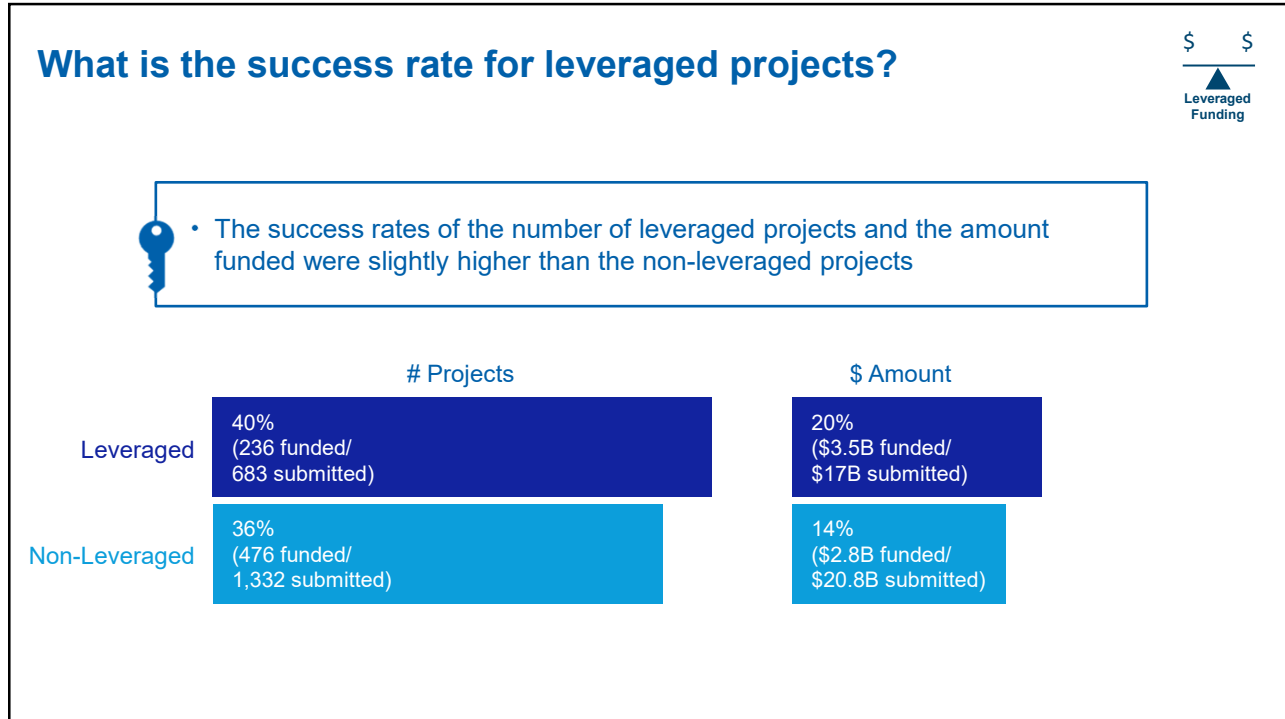 What is the success rate for leveraged projects?
$ $
Leveraged
Funding
• The success rates of the number of leveraged projects and the amount
funded were slightly higher than the non-leveraged projects
# Projects
$ Amount
Leveraged
40%
(236 funded/
683 submitted)
20%
($3.5B funded/
$17B submitted)
Non-Leveraged
36%
(476 funded/
1,332 submitted)
14%
($2.8B funded/
$20.8B submitted)